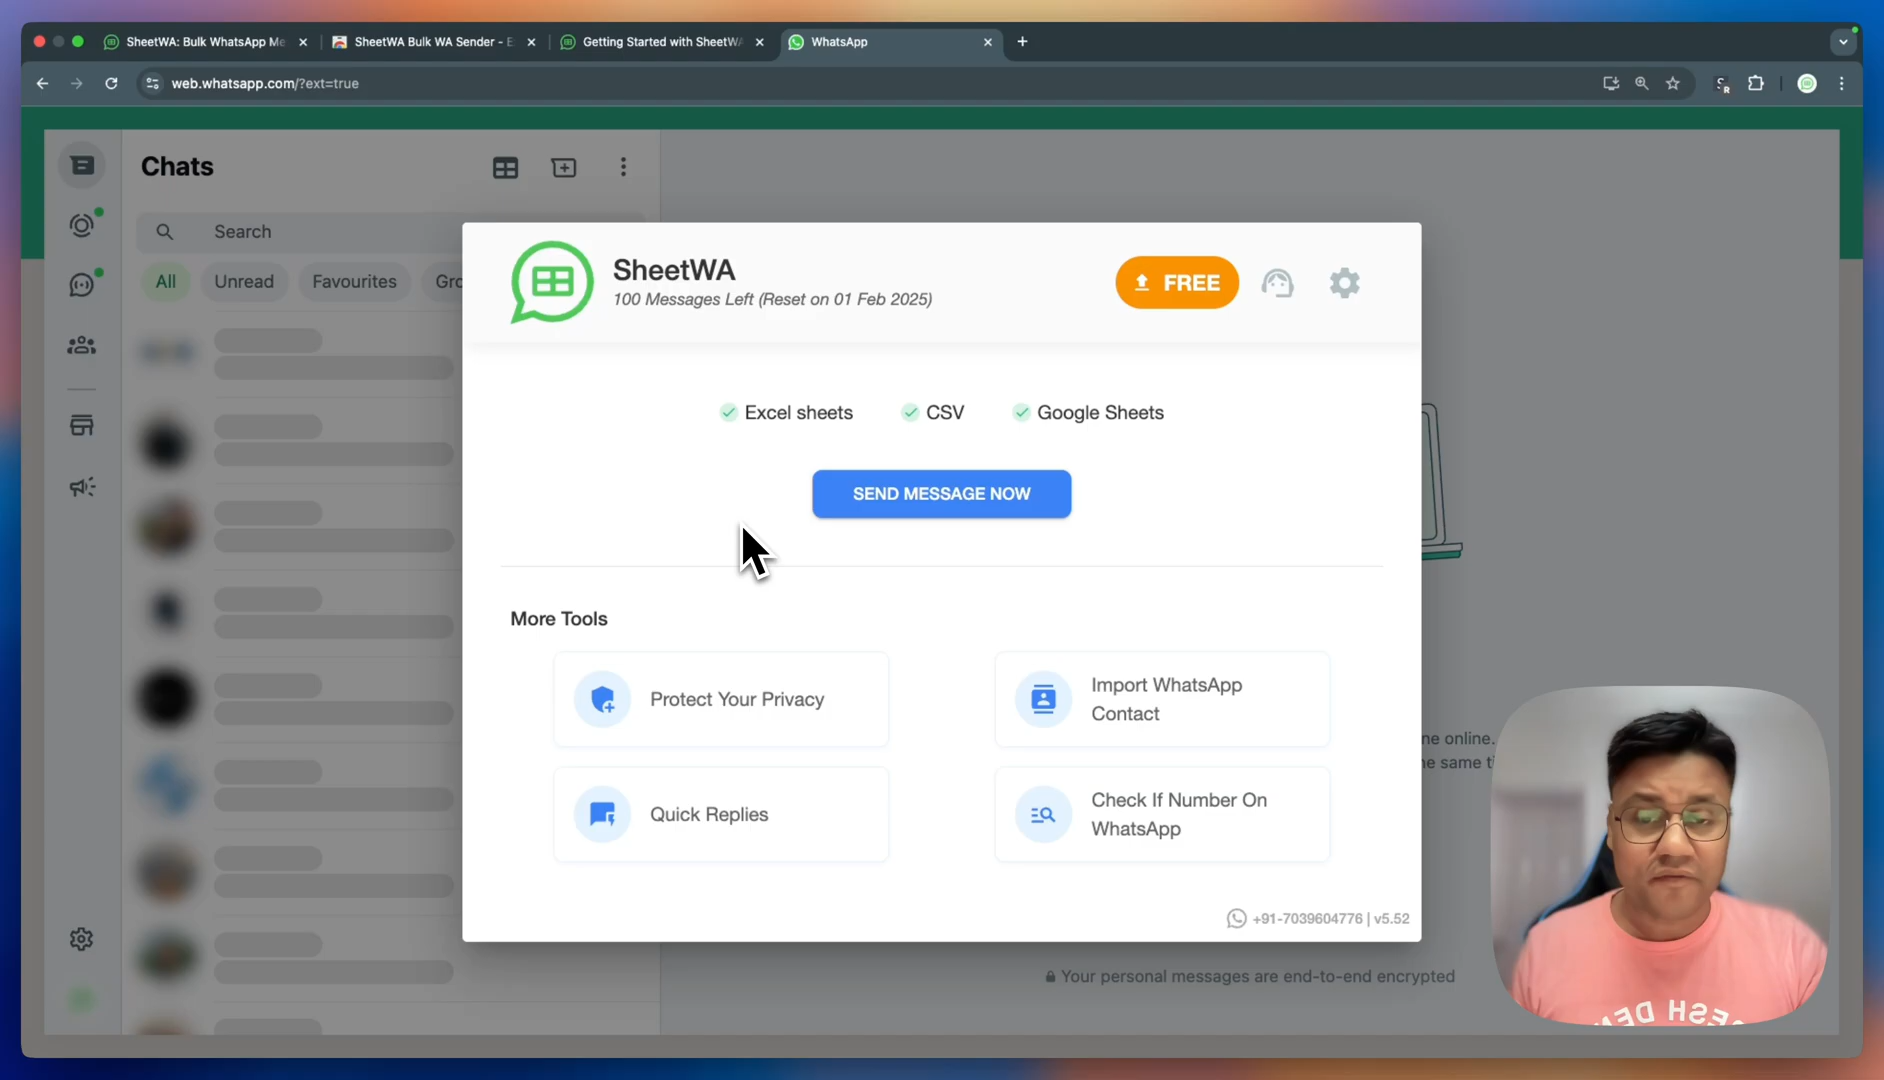 SheetWA: Bulk WhatsApp Me
SheetWA Bulk WA Sender - E
Getting Started with SheetWA
WhatsApp
web.whatsapp.com/?ext=true
Chats
Search
All
Unread
Favourites
Gro
SheetWA
100 Messages Left (Reset on 01 Feb 2025)
FREE
Excel sheets
CSV
Google Sheets
SEND MESSAGE NOW
More Tools
Protect Your Privacy
Import WhatsApp
Contact
Quick Replies
Check If Number On
WhatsApp
+91-7039604776 | v5.52
ne online.
ne same ti
Your personal messages are end-to-end encrypted